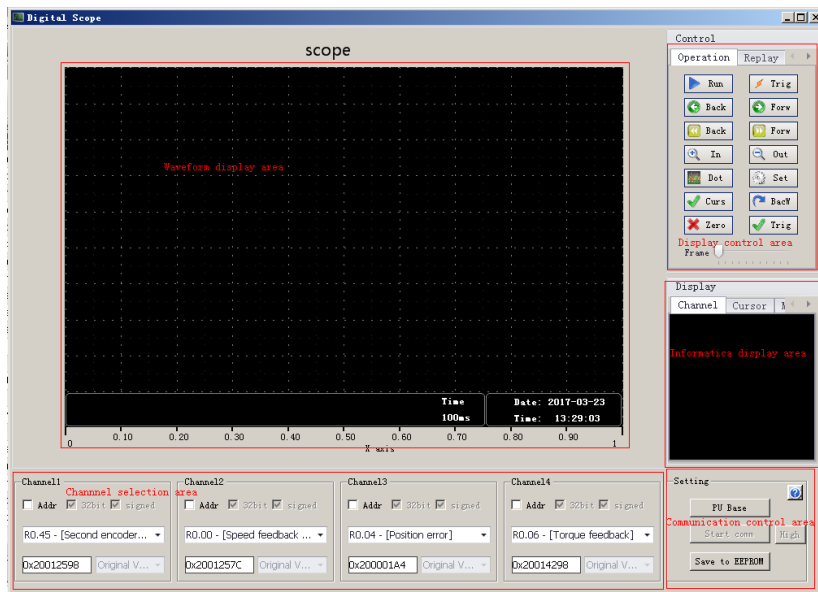 Digital Scope
scope
Waveform display area
Time
100ms
Date: 2017-03-23
Time: 13:29:03
0 0.10 0.20 0.30 0.40 0.50 0.60 0.70 0.80 0.90 1
X axis
Control
Operation Replay
Run Trig
Back Forw
Back Forw
In Out
Dot Set
Curs BacW
Zero Trig
Display control area
Frame
Display
Channel Cursor
Informatica display area
Channel1 Channel2 Channel3 Channel4
Channnel selection area
Addr 32bit signed Addr 32bit signed Addr 32bit signed Addr 32bit signed
R0.45 - [Second encoder... R0.00 - [Speed feedback ... R0.04 - [Position error] R0.06 - [Torque feedback]
0x20012598 Original V... 0x2001257C Original V... 0x200001A4 Original V... 0x20014298 Original V...
Setting
PU Base
Communication control area
Start comm High
Save to EEPROM